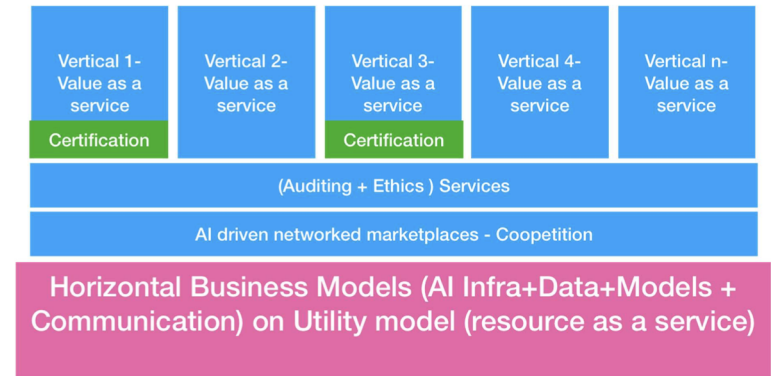 Vertical 1-
Value as a
service
Certification
Vertical 2-
Value as a
service
Vertical 3-
Value as a
service
Certification
Vertical 4-
Value as a
service
Vertical n-
Value as a
service
(Auditing + Ethics ) Services
AI driven networked marketplaces - Coopetition
Horizontal Business Models (AI Infra+Data+Models +
Communication) on Utility model (resource as a service)